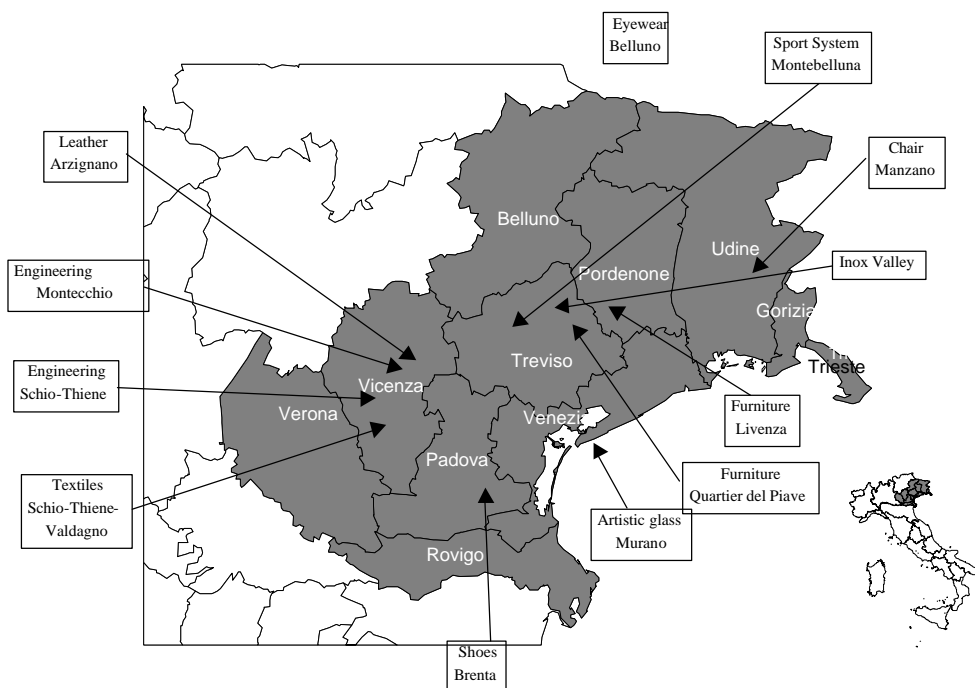 Eyewear
Belluno
Sport System
Montebelluna
Leather
Arzignano
Chair
Manzano
Belluno
Udine
Engineering
Montecchio
Pordenone
Inox Valley
Gorizia
Engineering
Schio-Thiene
Vicenza
Treviso
Trieste
Verona
Venezia
Furniture
Livenza
Padova
Textiles
Schio-Thiene-
Valdagno
Furniture
Quartier del Piave
Artistic glass
Murano
Rovigo
Shoes
Brenta